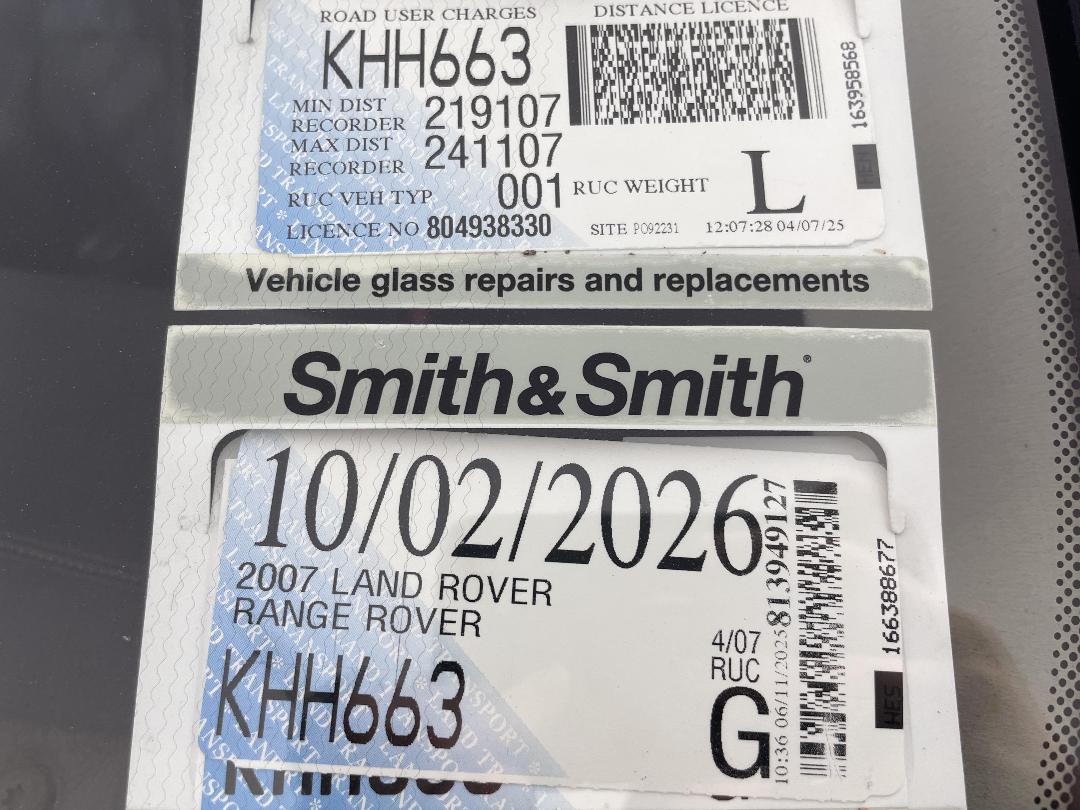 ROAD USER CHARGES
DISTANCE LICENCE
KHH663
MIN DIST
RECORDER 219107
MAX DIST
RECORDER 241107
RUC VEH TYP 001
RUC WEIGHT L
LICENCE NO 804938330
SITE PO92231 12:07:28 04/07/25
163958568
Vehicle glass repairs and replacements
Smith&Smith®
10/02/2026
2007 LAND ROVER
RANGE ROVER
KHH663
4/07
RUC
G
10:36 06/11/2025 813949127
166388677
HES